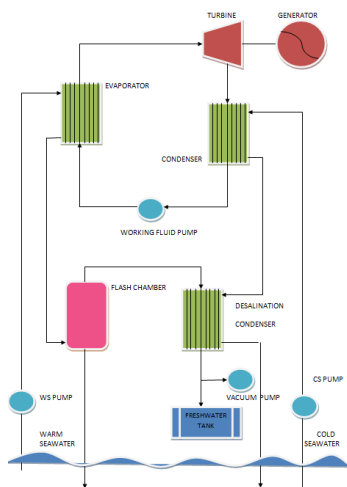 TURBINE
GENERATOR
EVAPORATOR
CONDENSER
WORKING FLUID PUMP
FLASH CHAMBER
DESALINATION
CONDENSER
CS PUMP
WS PUMP
VACUUM PUMP
FRESHWATER
TANK
WARM
SEAWATER
COLD
SEAWATER